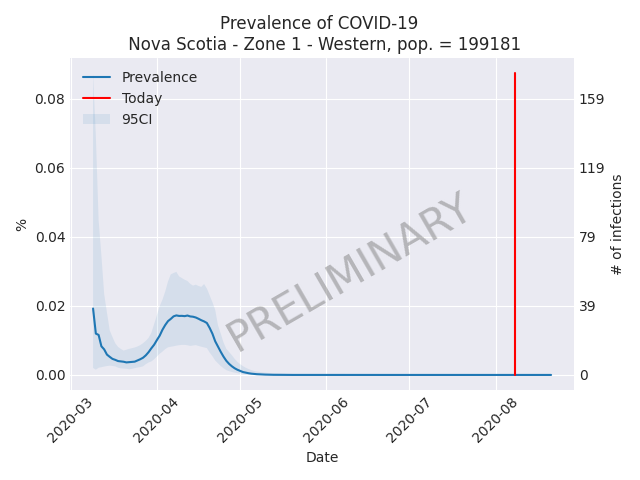 Prevalence of COVID-19
Nova Scotia - Zone 1 - Western, pop. = 199181
Prevalence
Today
95CI
0.08
0.06
0.04
0.02
0.00
%
159
119
79
39
0
# of infections
PRELIMINARY
2020-03
2020-04
2020-05
2020-06
2020-07
2020-08
Date